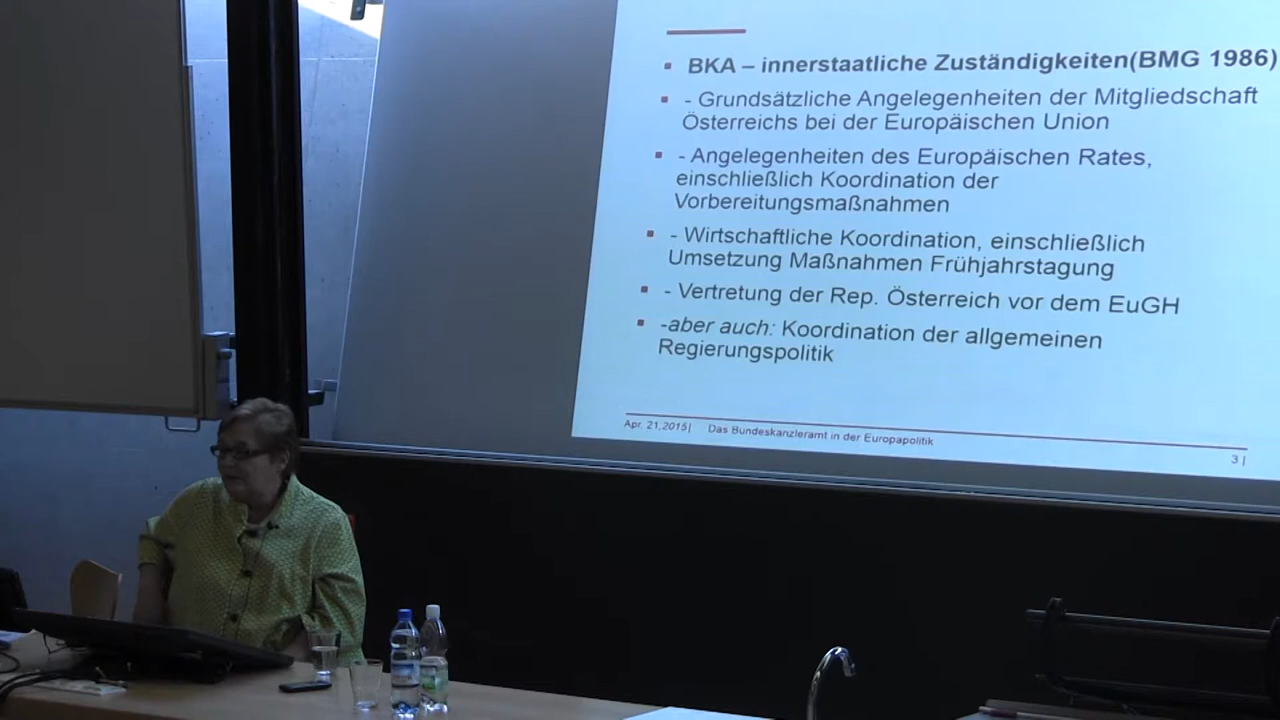 BKA – innerstaatliche Zuständigkeiten(BMG 1986)
- Grundsätzliche Angelegenheiten der Mitgliedschaft
Österreichs bei der Europäischen Union
- Angelegenheiten des Europäischen Rates,
einschließlich Koordination der
Vorbereitungsmaßnahmen
- Wirtschaftliche Koordination, einschließlich
Umsetzung Maßnahmen Frühjahrstagung
- Vertretung der Rep. Österreich vor dem EuGH
-aber auch: Koordination der allgemeinen
Regierungspolitik
Apr. 21,2015| Das Bundeskanzleramt in der Europapolitik
3 |